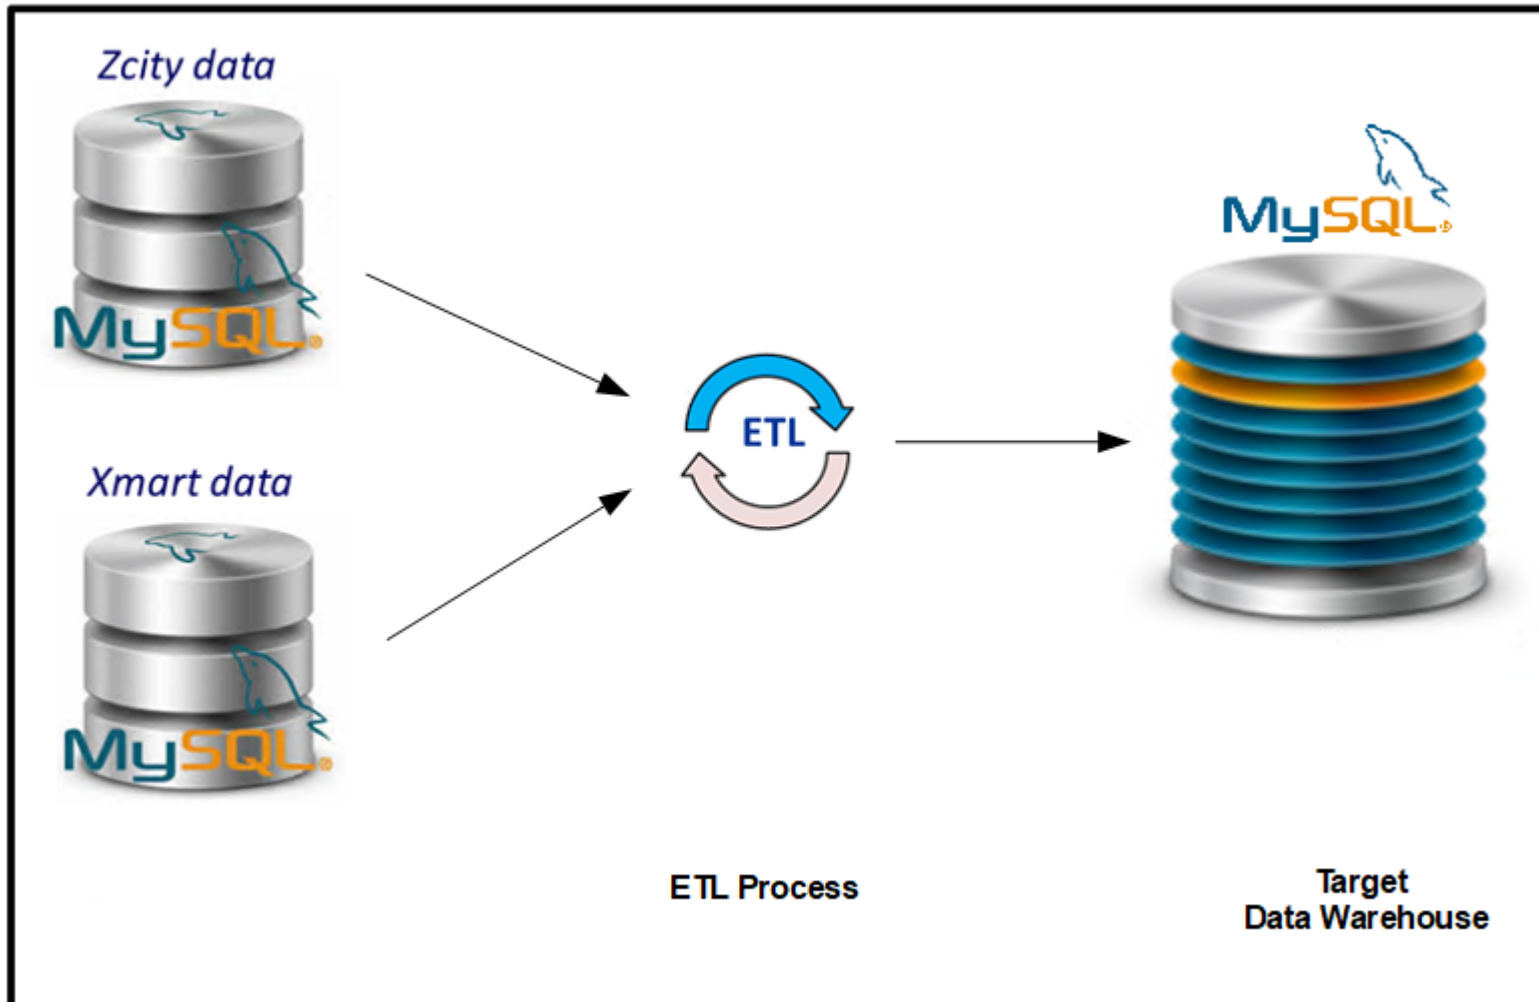 Zcity data
MySQL®
Xmart data
MySQL®
ETL
MySQL®
ETL Process
Target
Data Warehouse